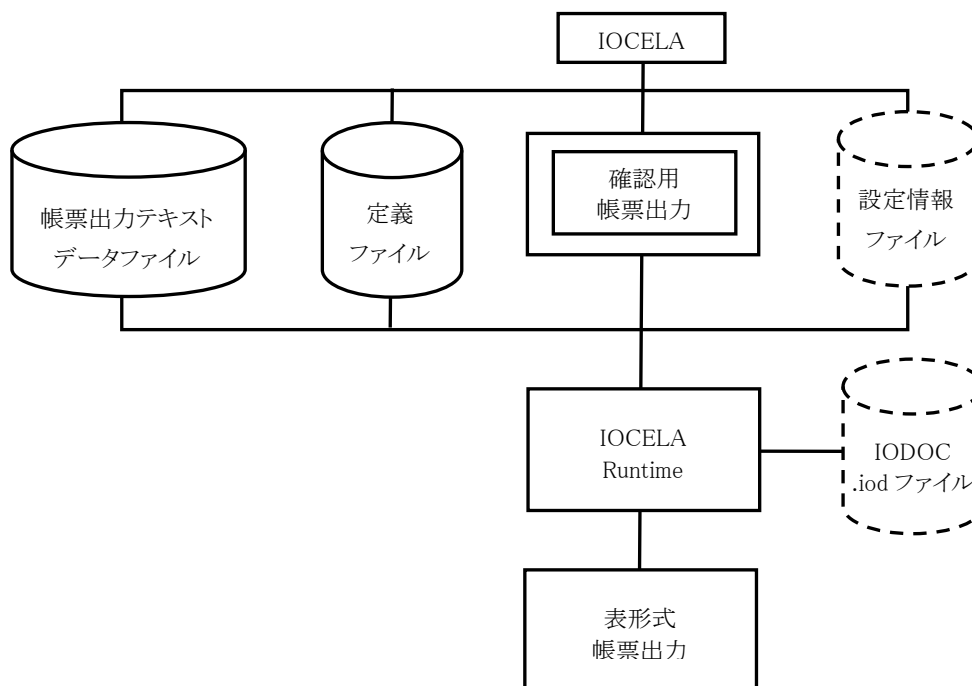 IOCELA
帳票出力テキスト
データファイル
定義
ファイル
確認用
帳票出力
設定情報
ファイル
IOCELA
Runtime
IODOC
.iod ファイル
表形式
帳票出力